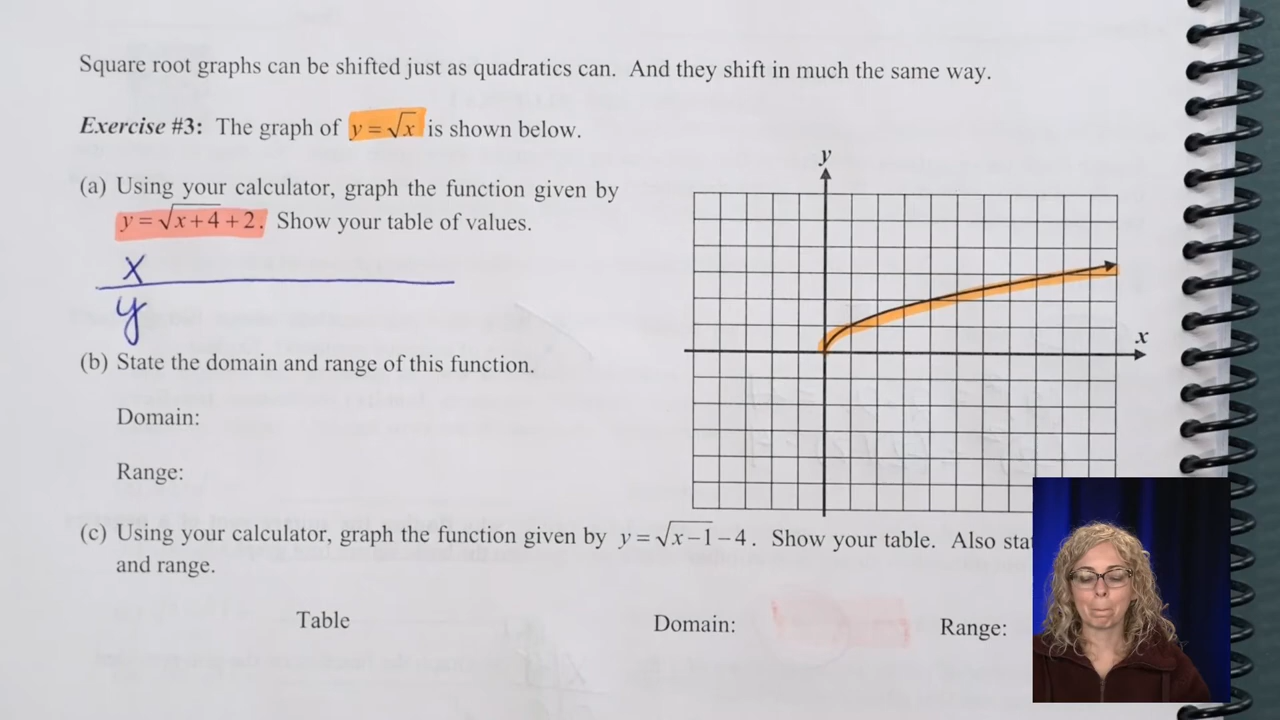 Square root graphs can be shifted just as quadratics can. And they shift in much the same way.
Exercise #3: The graph of y = √x is shown below.
(a) Using your calculator, graph the function given by
y = √(x+4) + 2. Show your table of values.
x
y
(b) State the domain and range of this function.
Domain:
Range:
y
x
(c) Using your calculator, graph the function given by y = √(x−1) − 4. Show your table. Also
and range.
Table
Domain:
Range: